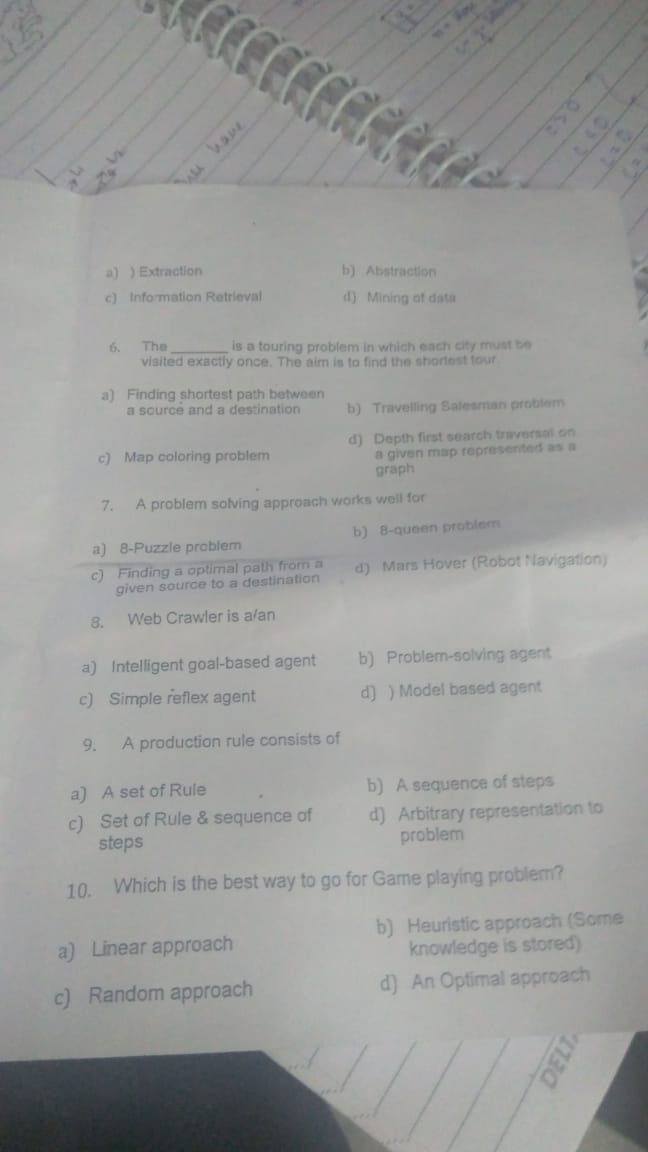 you have
a) ) Extraction
b) Abstraction
c) Information Retrieval
d) Mining of data
6. The ______ is a touring problem in which each city must be
visited exactly once. The aim is to find the shortest tour.
a) Finding shortest path between
a source and a destination
b) Travelling Salesman problem
c) Map coloring problem
d) Depth first search traversal on
a given map represented as a
graph
7. A problem solving approach works well for
a) 8-Puzzle problem
b) 8-queen problem
c) Finding a optimal path from a
given source to a destination
d) Mars Hover (Robot Navigation)
8. Web Crawler is a/an
a) Intelligent goal-based agent
b) Problem-solving agent
c) Simple reflex agent
d) ) Model based agent
9. A production rule consists of
a) A set of Rule
b) A sequence of steps
c) Set of Rule & sequence of
steps
d) Arbitrary representation to
problem
10. Which is the best way to go for Game playing problem?
a) Linear approach
b) Heuristic approach (Some
knowledge is stored)
c) Random approach
d) An Optimal approach
DELTA